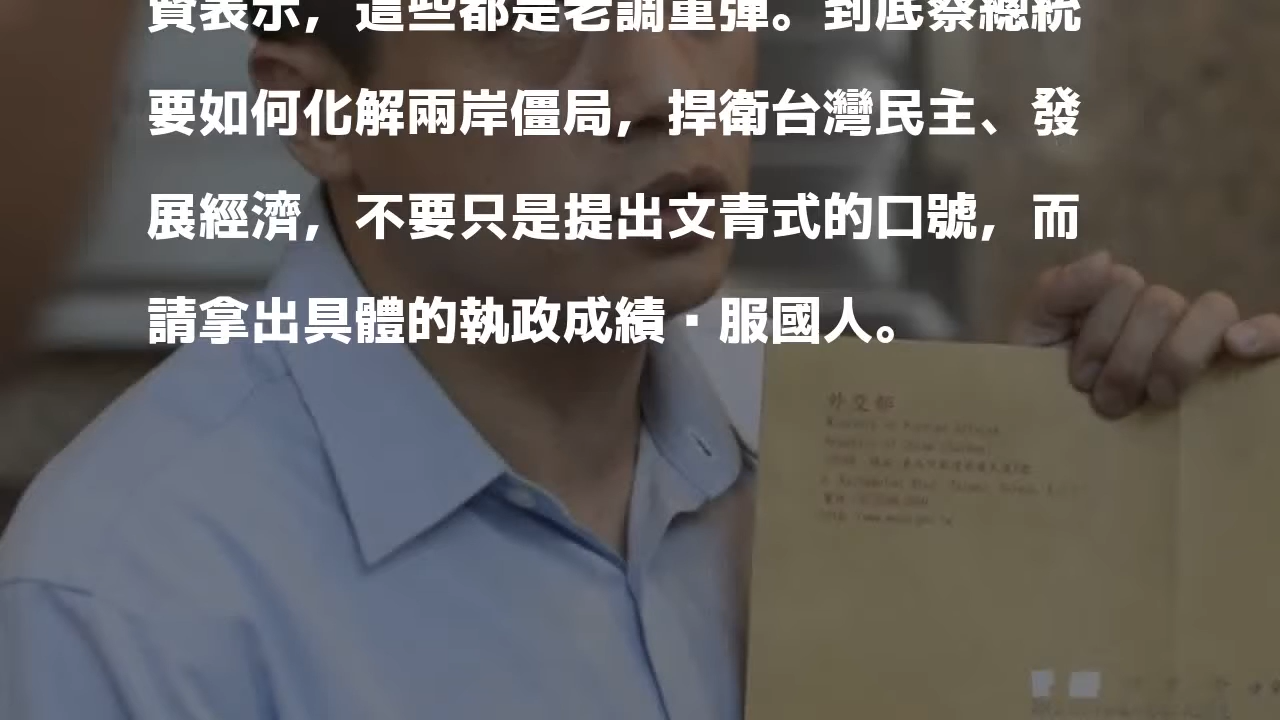 賓表示，這些都是老調重彈。到底蔡總統
要如何化解兩岸僵局，捍衛台灣民主、發
展經濟，不要只是提出文青式的口號，而
請拿出具體的執政成績▪服國人。
外交部
Ministry of Foreign Affairs